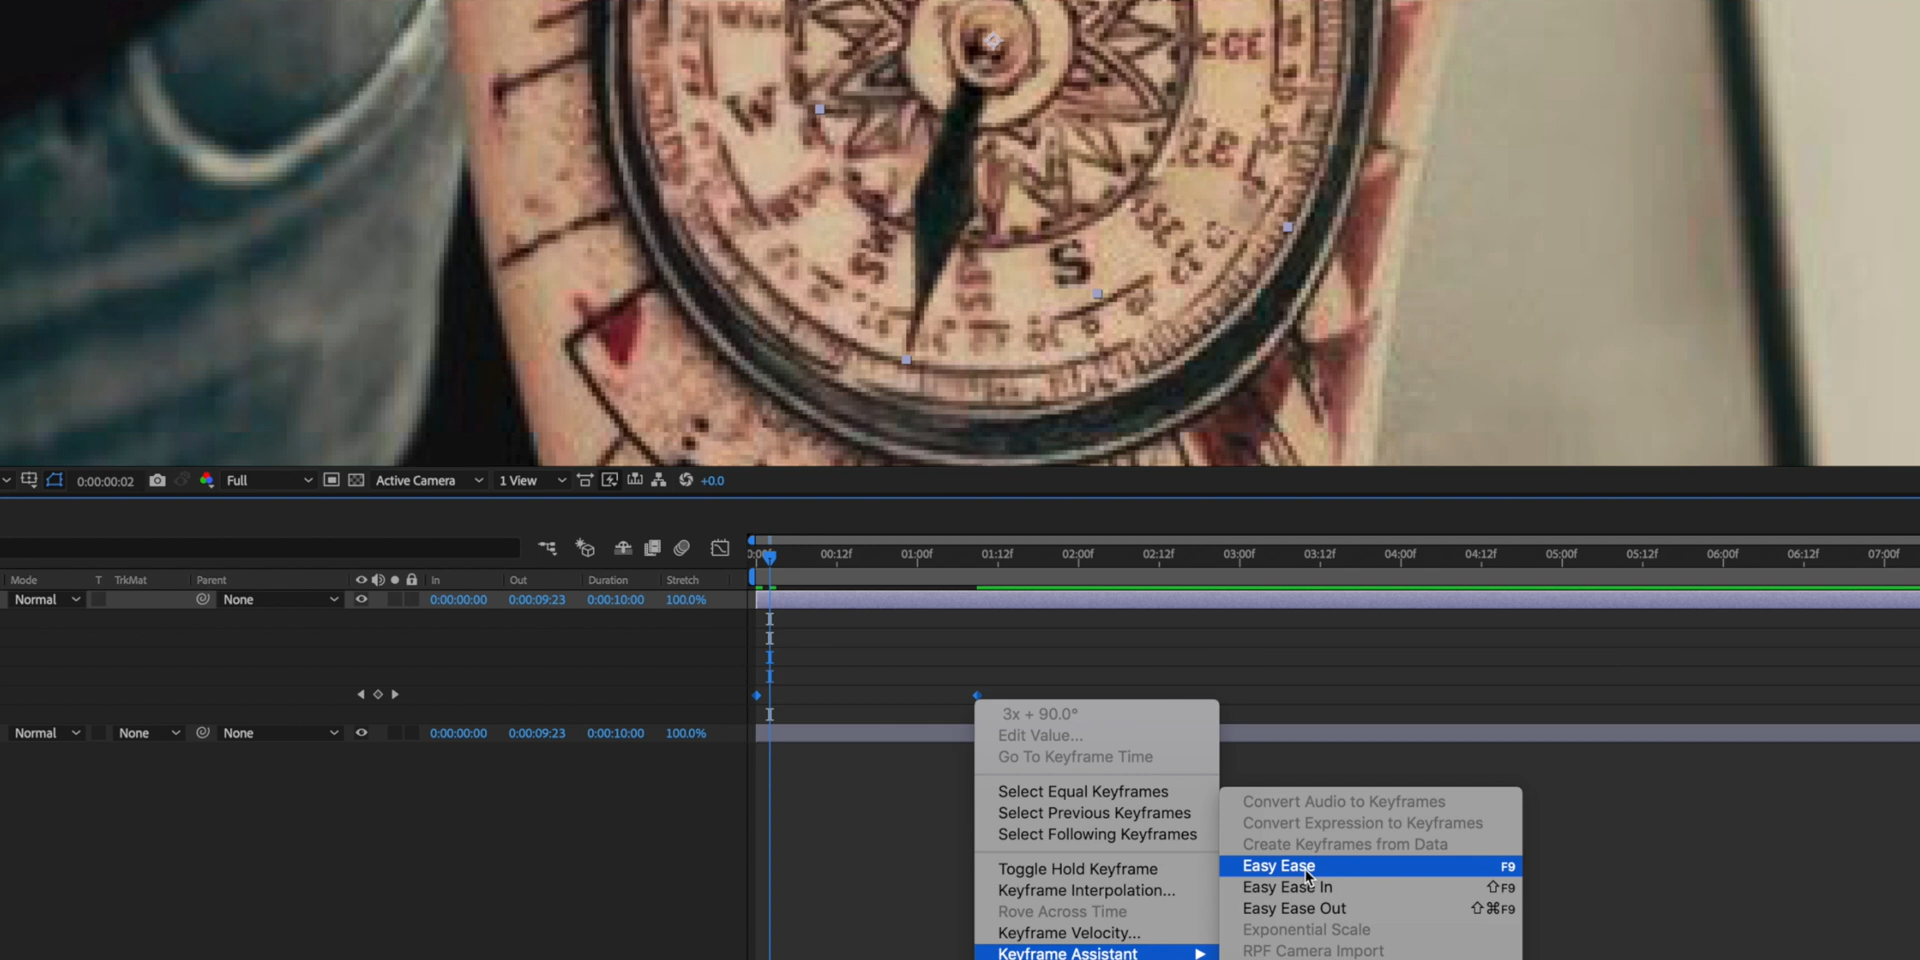 W
SW
S
0:00:00:02
Full
Active Camera
1 View
+0.0
00:12f 01:00f 01:12f 02:00f 02:12f 03:00f 03:12f 04:00f 04:12f 05:00f 05:12f 06:00f 06:12f 07:00f
Mode T TrkMat Parent In Out Duration Stretch
Normal None 0:00:00:00 0:00:09:23 0:00:10:00 100.0%
Normal None None 0:00:00:00 0:00:09:23 0:00:10:00 100.0%
3x + 90.0°
Edit Value...
Go To Keyframe Time
Select Equal Keyframes
Select Previous Keyframes
Select Following Keyframes
Toggle Hold Keyframe
Keyframe Interpolation...
Rove Across Time
Keyframe Velocity...
Keyframe Assistant
Convert Audio to Keyframes
Convert Expression to Keyframes
Create Keyframes from Data
Easy Ease F9
Easy Ease In ⇧F9
Easy Ease Out ⇧⌘F9
Exponential Scale
RPF Camera Import